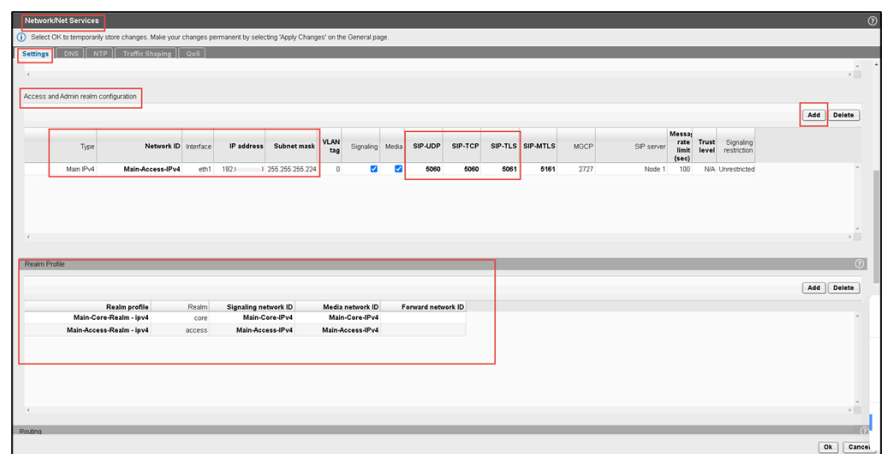 Network/Net Services
Select OK to temporarily store changes. Make your changes permanent by selecting 'Apply Changes' on the General page.
Settings DNS NTP Traffic Shaping QoS
Access and Admin realm configuration
Add Delete
Type Network ID Interface IP address Subnet mask VLAN tag Signaling Media SIP-UDP SIP-TCP SIP-TLS SIP-MTLS MGCP SIP server Messag rate limit (sec) Trust level Signaling restriction
Main IPv4 Main-Access-IPv4 eth1 192 255.255.255.224 0 5060 5060 5061 5161 2727 Node 1 100 N/A Unrestricted
Realm Profile
Add Delete
Realm profile Realm Signaling network ID Media network ID Forward network ID
Main-Core-Realm - ipv4 core Main-Core-IPv4 Main-Core-IPv4
Main-Access-Realm - ipv4 access Main-Access-IPv4 Main-Access-IPv4
Routing
Ok Cancel